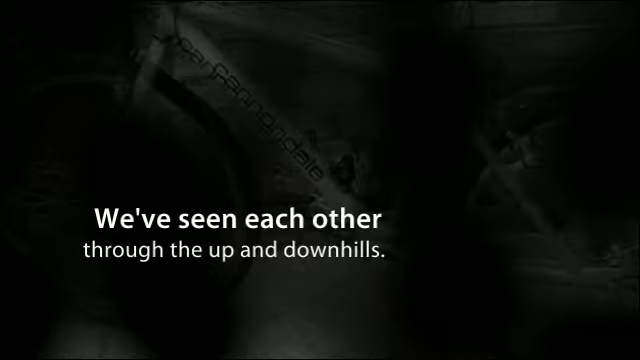 cannondale
We've seen each other
through the up and downhills.